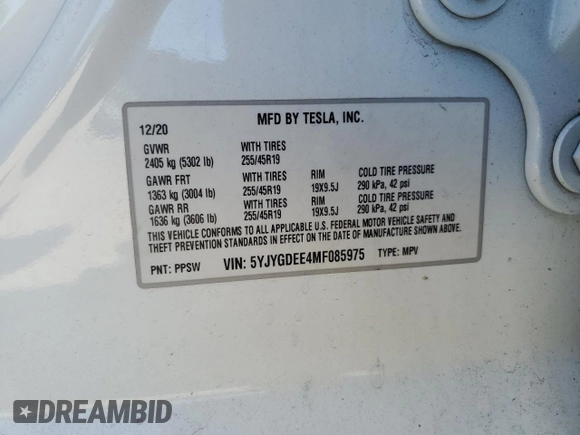 12/20 MFD BY TESLA, INC.
GVWR WITH TIRES
2405 kg (5302 lb) 255/45R19
GAWR FRT WITH TIRES RIM COLD TIRE PRESSURE
1363 kg (3004 lb) 255/45R19 19X9.5J 290 kPa, 42 psi
GAWR RR WITH TIRES RIM COLD TIRE PRESSURE
1636 kg (3606 lb) 255/45R19 19X9.5J 290 kPa, 42 psi
THIS VEHICLE CONFORMS TO ALL APPLICABLE U.S. FEDERAL MOTOR VEHICLE SAFETY AND
THEFT PREVENTION STANDARDS IN EFFECT ON THE DATE OF MANUFACTURE SHOWN ABOVE.
PNT: PPSW VIN: 5YJYGDEE4MF085975 TYPE: MPV
DREAMBID